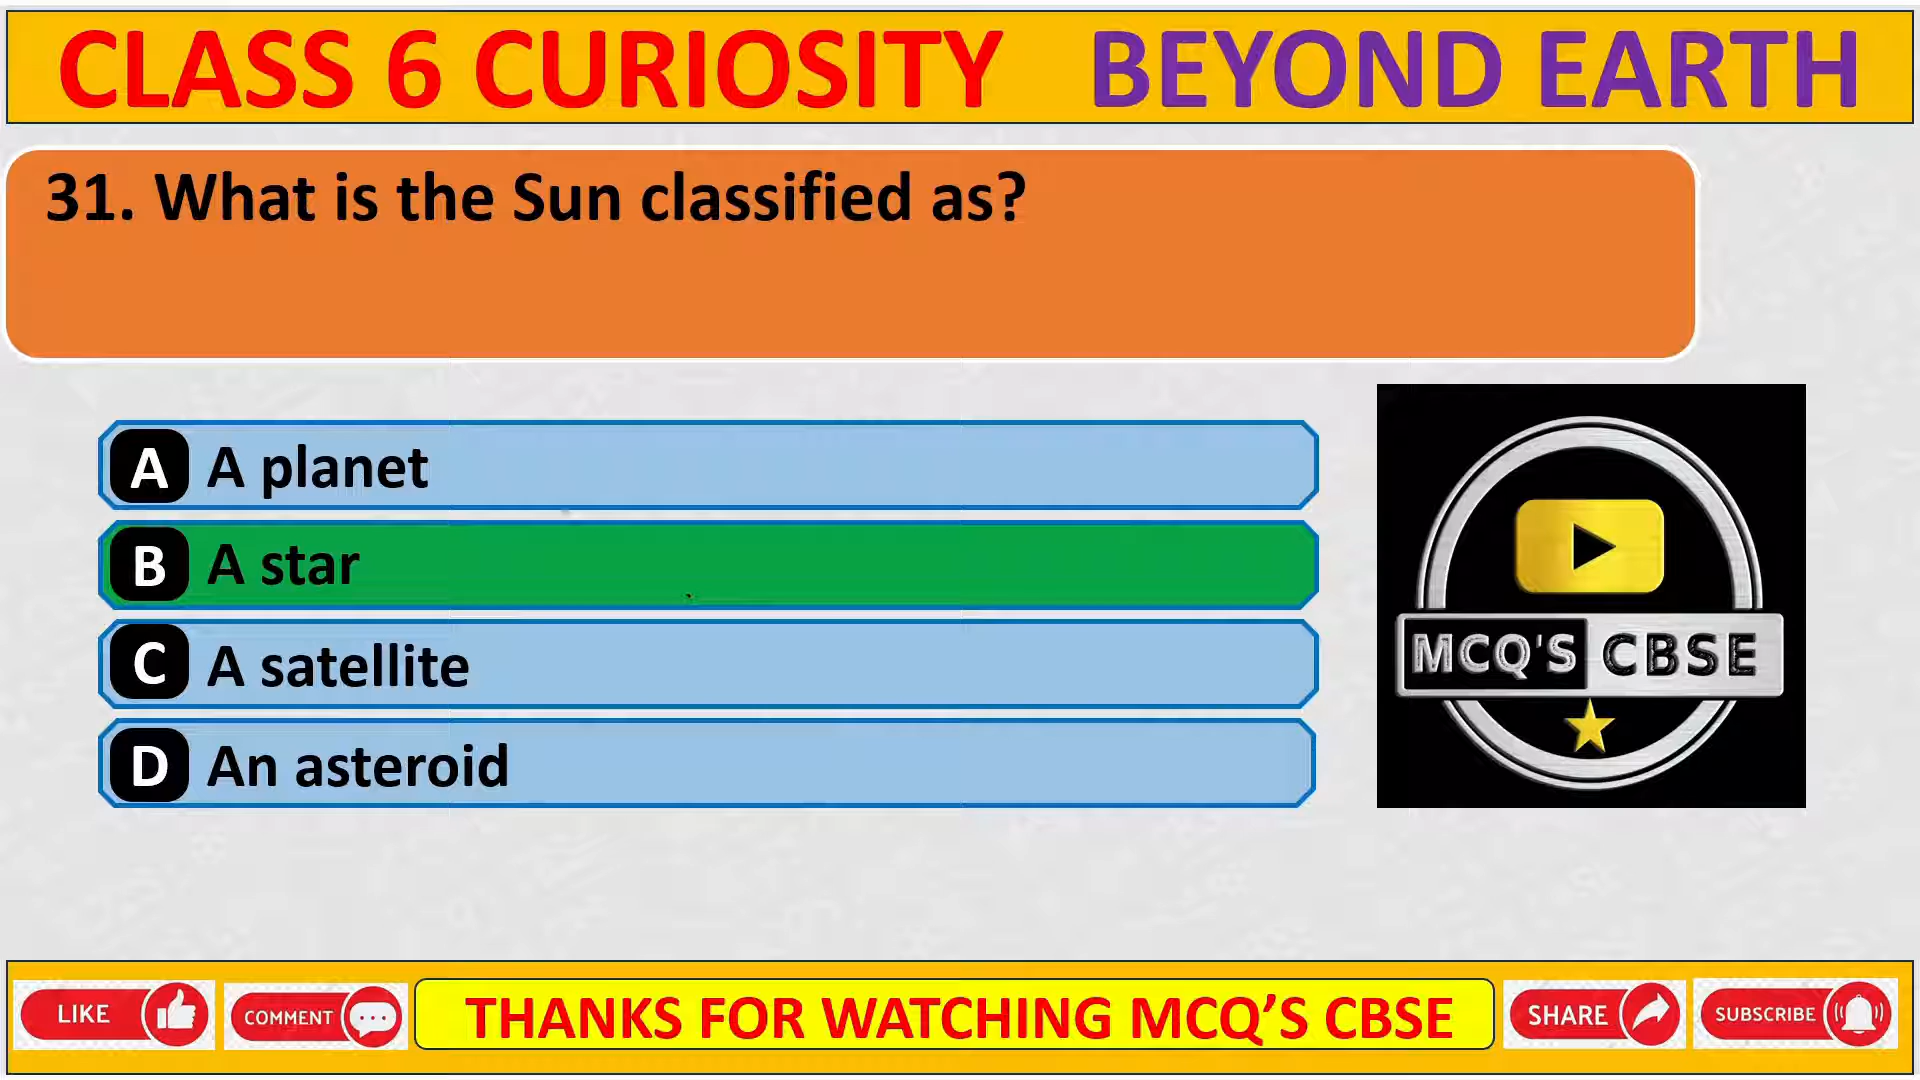 CLASS 6 CURIOSITY BEYOND EARTH
31. What is the Sun classified as?
A A planet
B A star
C A satellite
D An asteroid
MCQ'S CBSE
LIKE
COMMENT
THANKS FOR WATCHING MCQ’S CBSE
SHARE
SUBSCRIBE